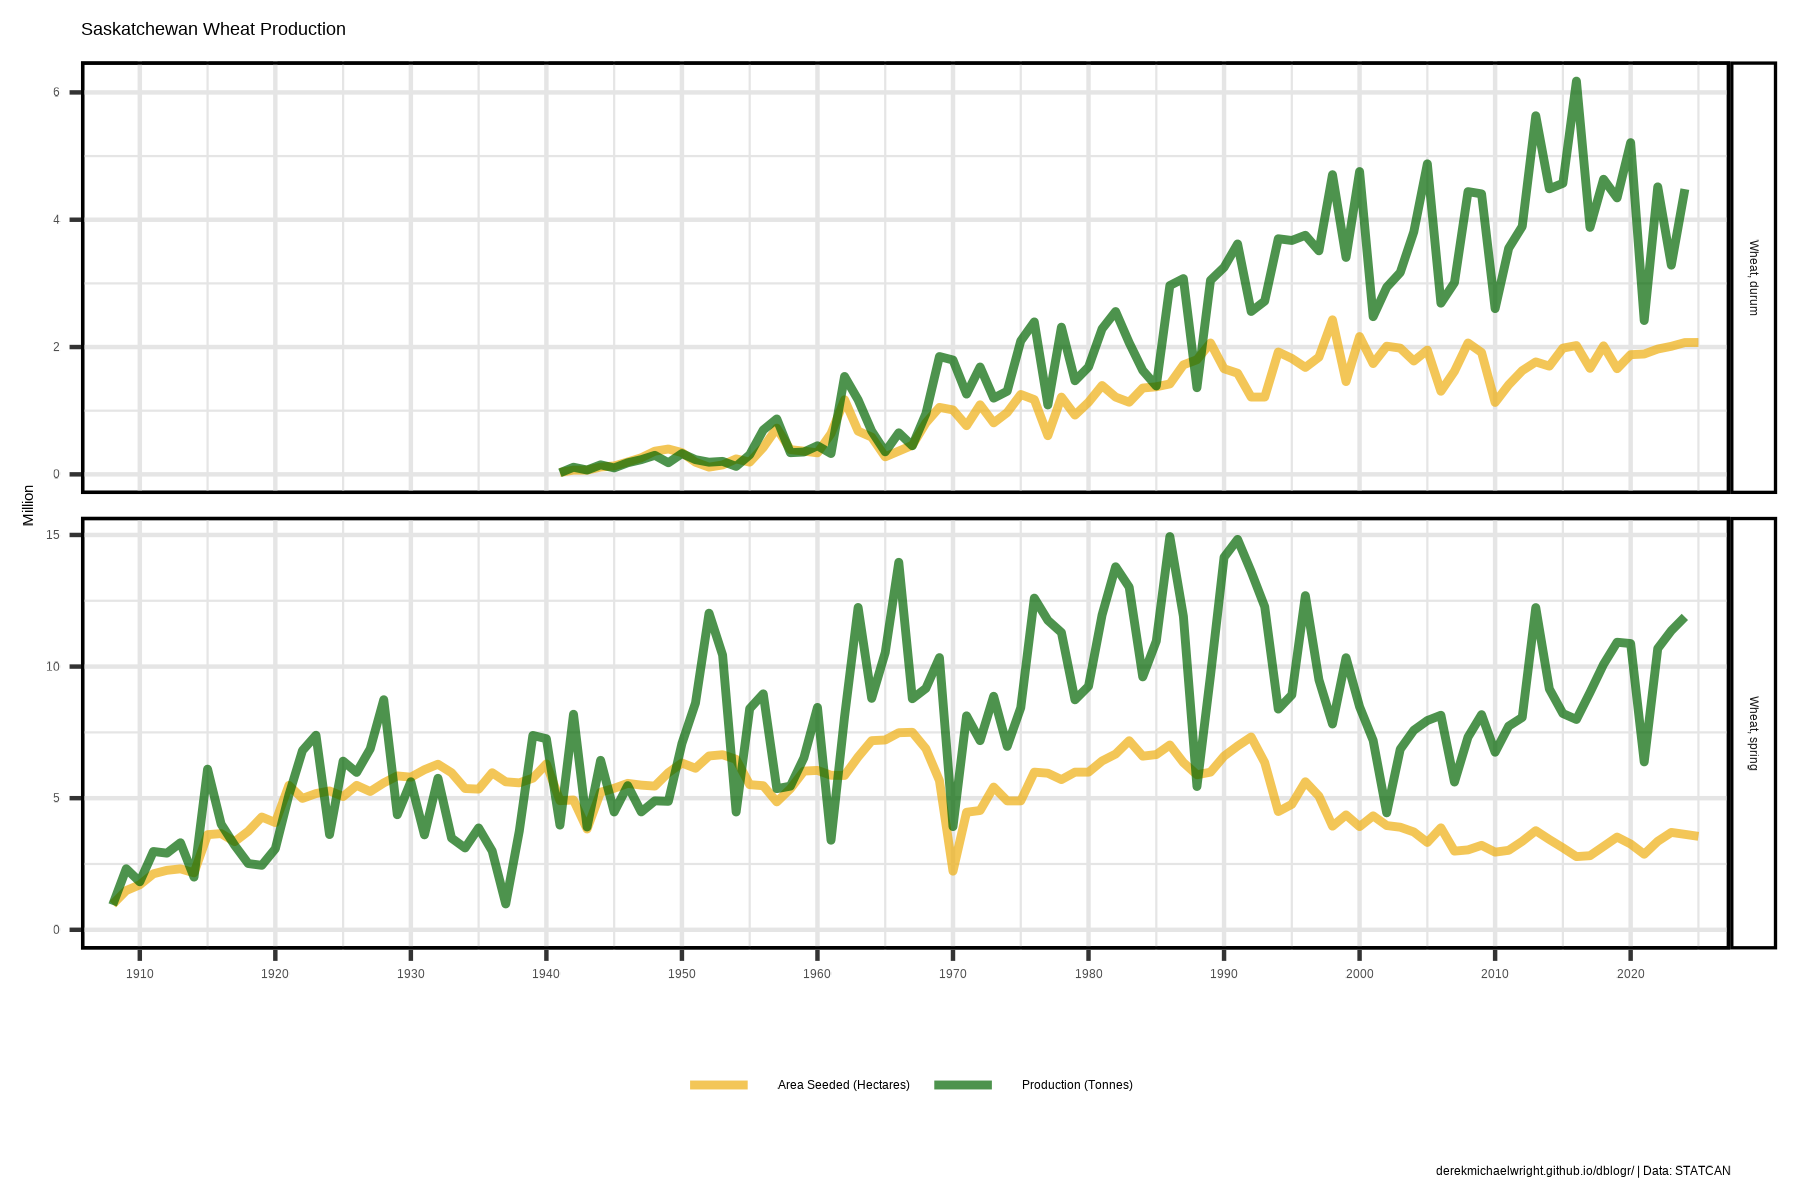 Saskatchewan Wheat Production
Million
6
4
2
0
Wheat, durum
15
10
5
0
Wheat, spring
1910 1920 1930 1940 1950 1960 1970 1980 1990 2000 2010 2020
Area Seeded (Hectares) Production (Tonnes)
derekmichaelwright.github.io/dblogr/ | Data: STATCAN